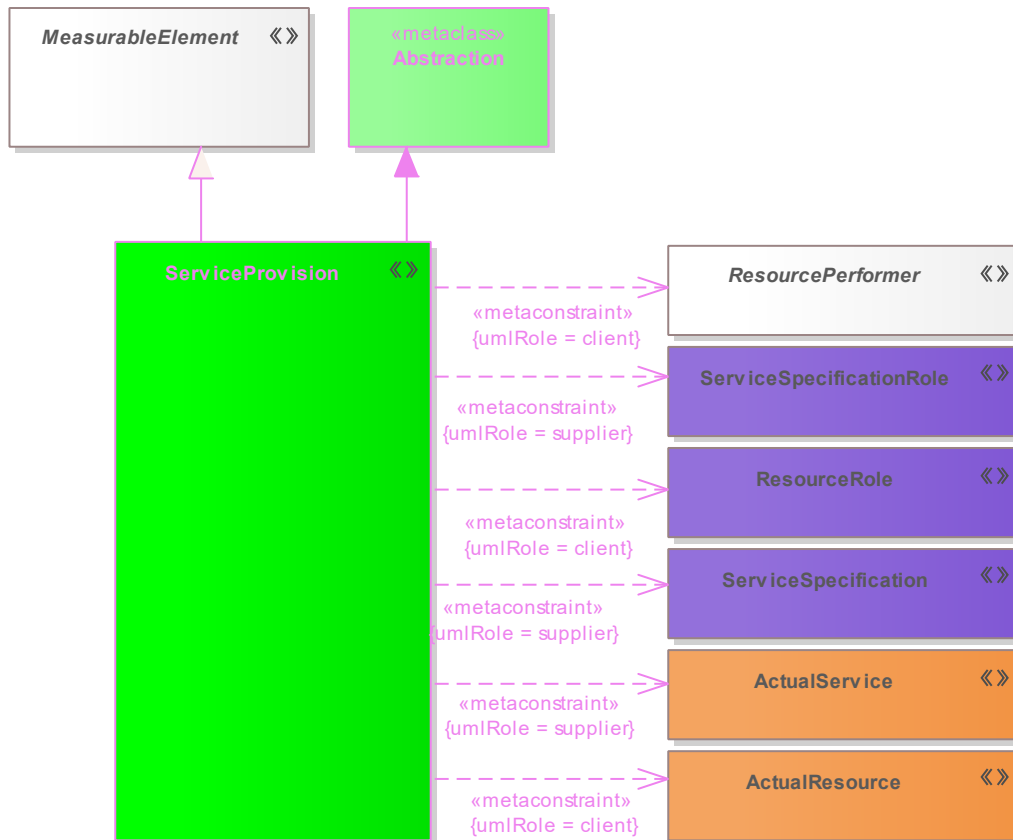 MeasurableElement «»
«metaclass»
Abstraction
ServiceProvision «»
ResourcePerformer «»
«metaconstraint»
{umlRole = client}
ServiceSpecificationRole «»
«metaconstraint»
{umlRole = supplier}
ResourceRole «»
«metaconstraint»
{umlRole = client}
ServiceSpecification «»
«metaconstraint»
{umlRole = supplier}
ActualService «»
«metaconstraint»
{umlRole = supplier}
ActualResource «»
«metaconstraint»
{umlRole = client}